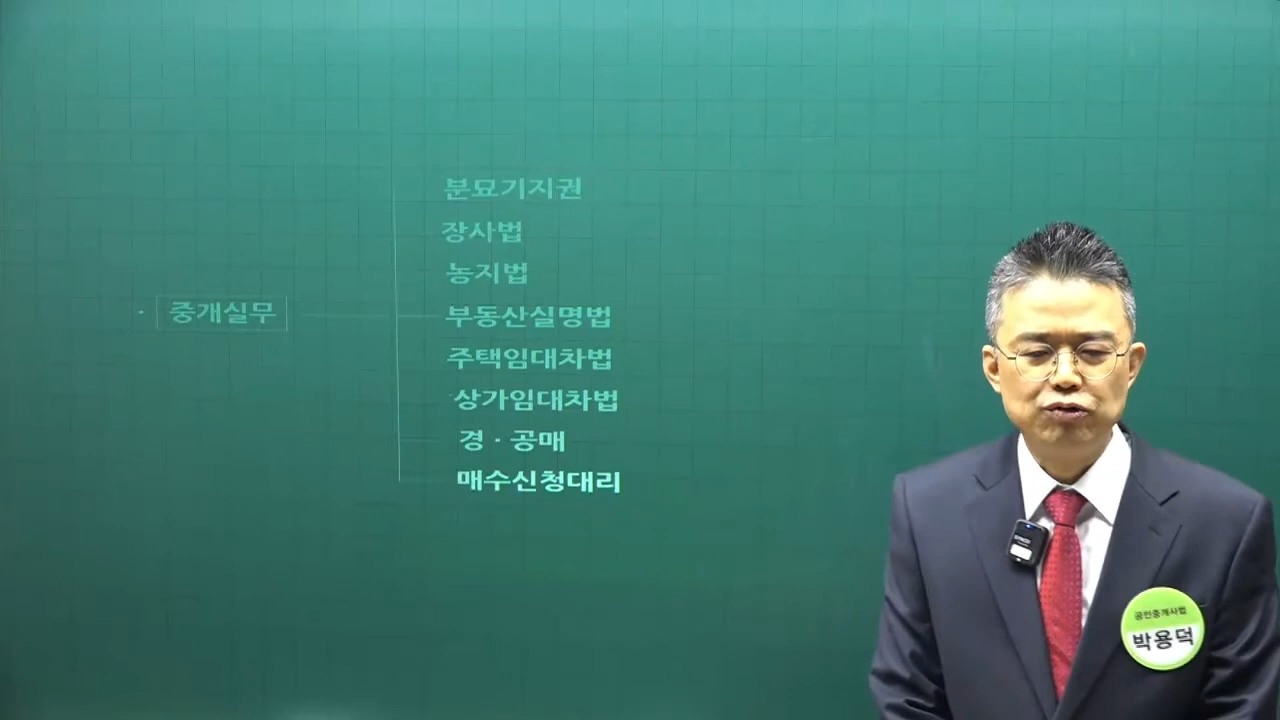 분묘기지권
장사법
농지법
· 중개실무
부동산실명법
주택임대차법
상가임대차법
경 · 공매
매수신청대리
공인중개사법
박용덕